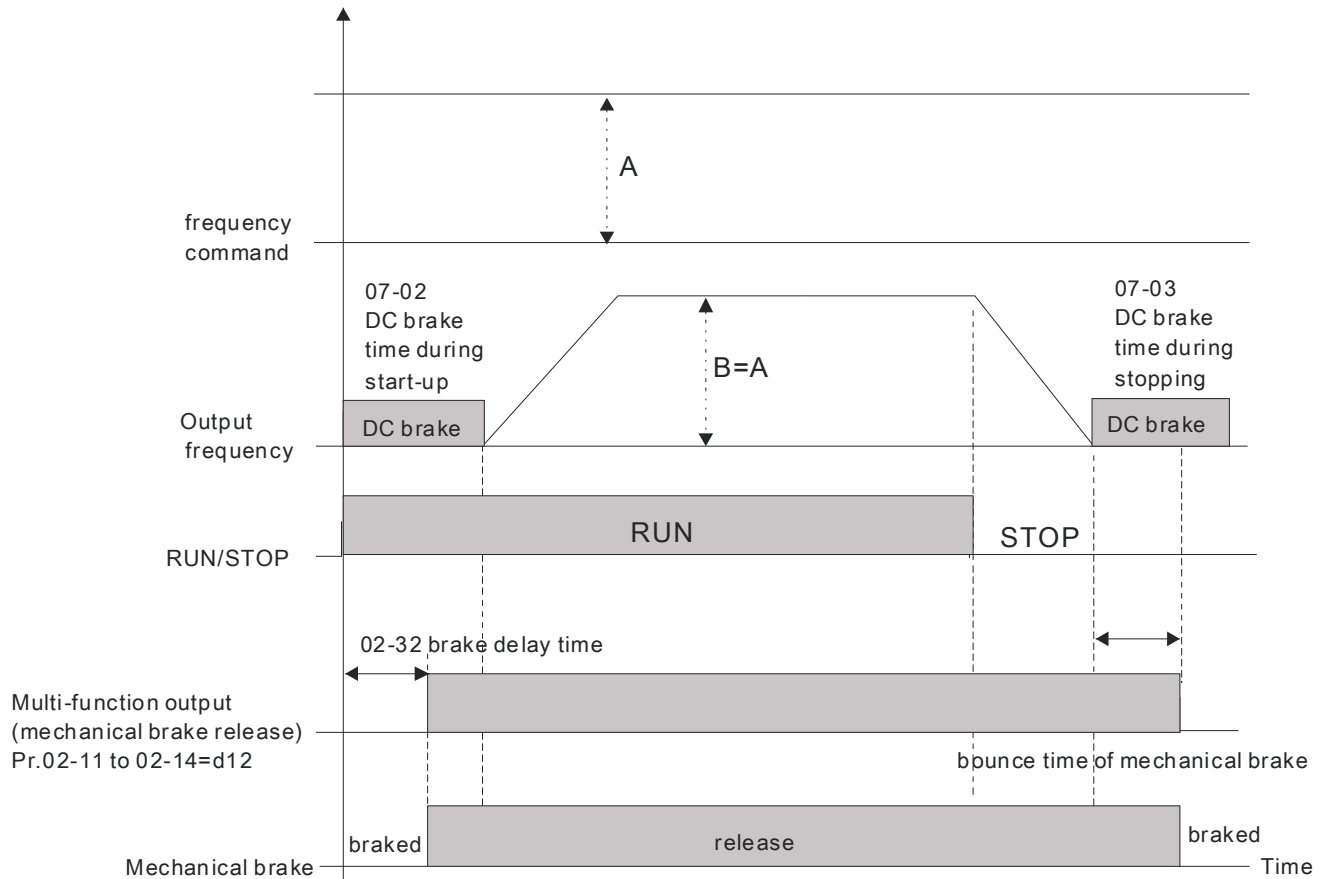 A
frequency
command
07-02
DC brake
time during
start-up
07-03
DC brake
time during
stopping
B=A
Output
frequency
DC brake
DC brake
RUN
STOP
RUN/STOP
02-32 brake delay time
Multi-function output
(mechanical brake release)
Pr.02-11 to 02-14=d12
bounce time of mechanical brake
braked
release
braked
Mechanical brake
Time